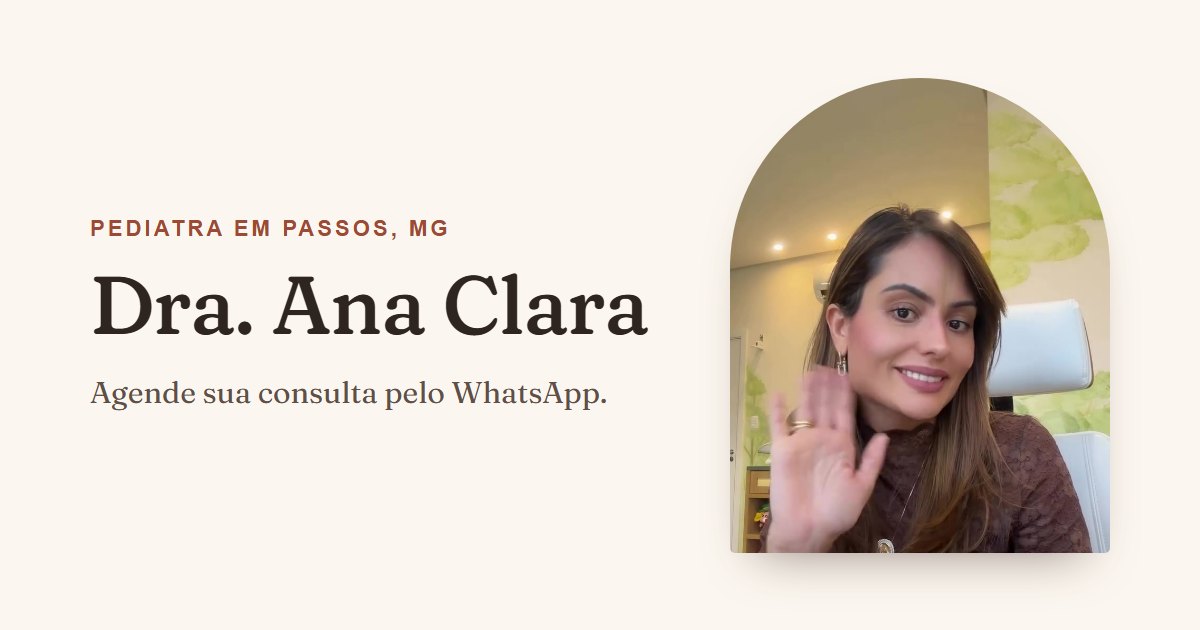 PEDIATRA EM PASSOS, MG
Dra. Ana Clara
Agende sua consulta pelo WhatsApp.